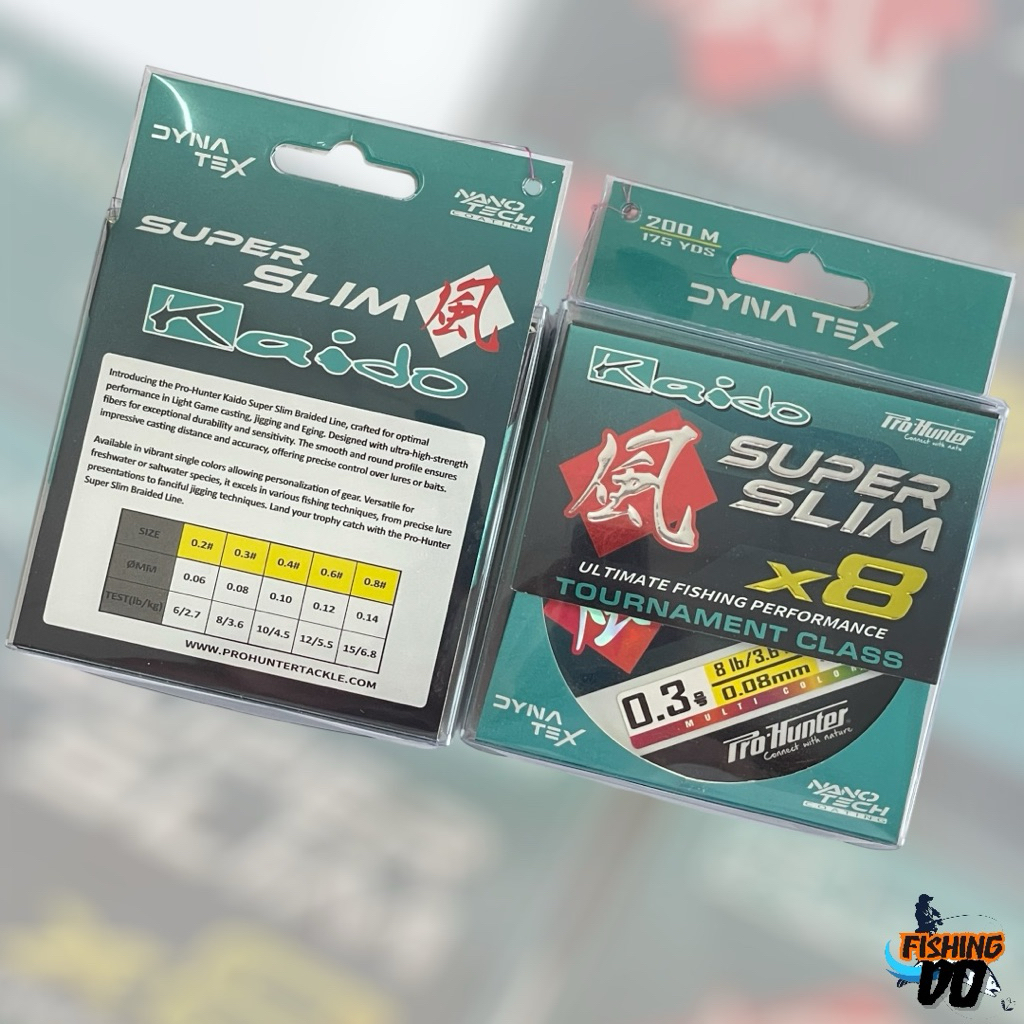 DYNA
TEX
NANO
TECH
COATING
SUPER
SLIM
風
Kaido
Introducing the Pro-Hunter Kaido Super Slim Braided Line, crafted for optimal
performance in Light Game casting, jigging and Eging. Designed with ultra-high-strength
fibers for exceptional durability and sensitivity. The smooth and round profile ensures
impressive casting distance and accuracy, offering precise control over lures or baits.
Available in vibrant single colors allowing personalization of gear. Versatile for
freshwater or saltwater species, it excels in various fishing techniques, from precise lure
presentations to fanciful jigging techniques. Land your trophy catch with the Pro-Hunter
Super Slim Braided Line.
SIZE 0.2# 0.3# 0.4# 0.6# 0.8#
ØMM 0.06 0.08 0.10 0.12 0.14
TEST(lb/kg) 6/2.7 8/3.6 10/4.5 12/5.5 15/6.8
WWW.PROHUNTERTACKLE.COM
200 M
175 YDS
DYNA TEX
Kaido
Pro Hunter
Connect with nature
風
SUPER
SLIM
x8
ULTIMATE FISHING PERFORMANCE
TOURNAMENT CLASS
8 lb/3.6
0.3号 0.08mm
MULTI COLOR
Pro Hunter
Connect with nature
DYNA
TEX
NANO
TECH
COATING
FISHING
DO